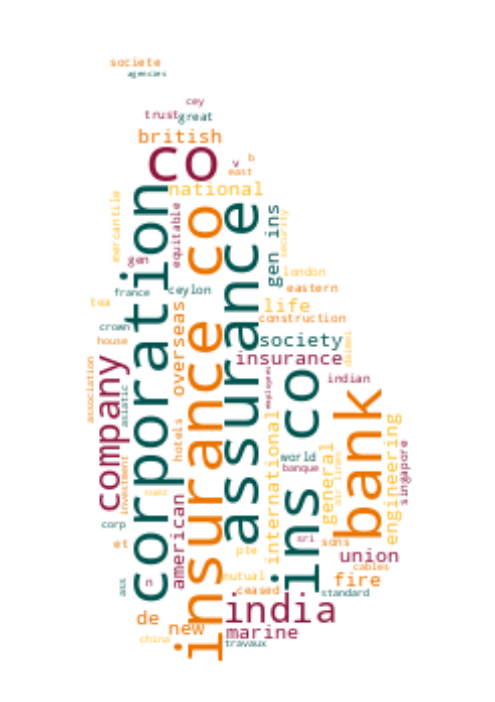 societe
agencies
cey
trust
great
british
co
v
b
east
national
corporation
insurance co
assurance
mercantile
equitable
gen ins
security
gen
london
france
ceylon
eastern
tea
life
overseas
construction
crown
house
society
insurance
association
company
asiatic
employees
indian
ins co
bank
hotels
international
general
engineering
singapore
investment
world
banque
air lines
suez
american
corp
et
sri
sons
pte
union
cables
ass
n
mutual
fire
ceased
standard
de
new
india
marine
china
travaux